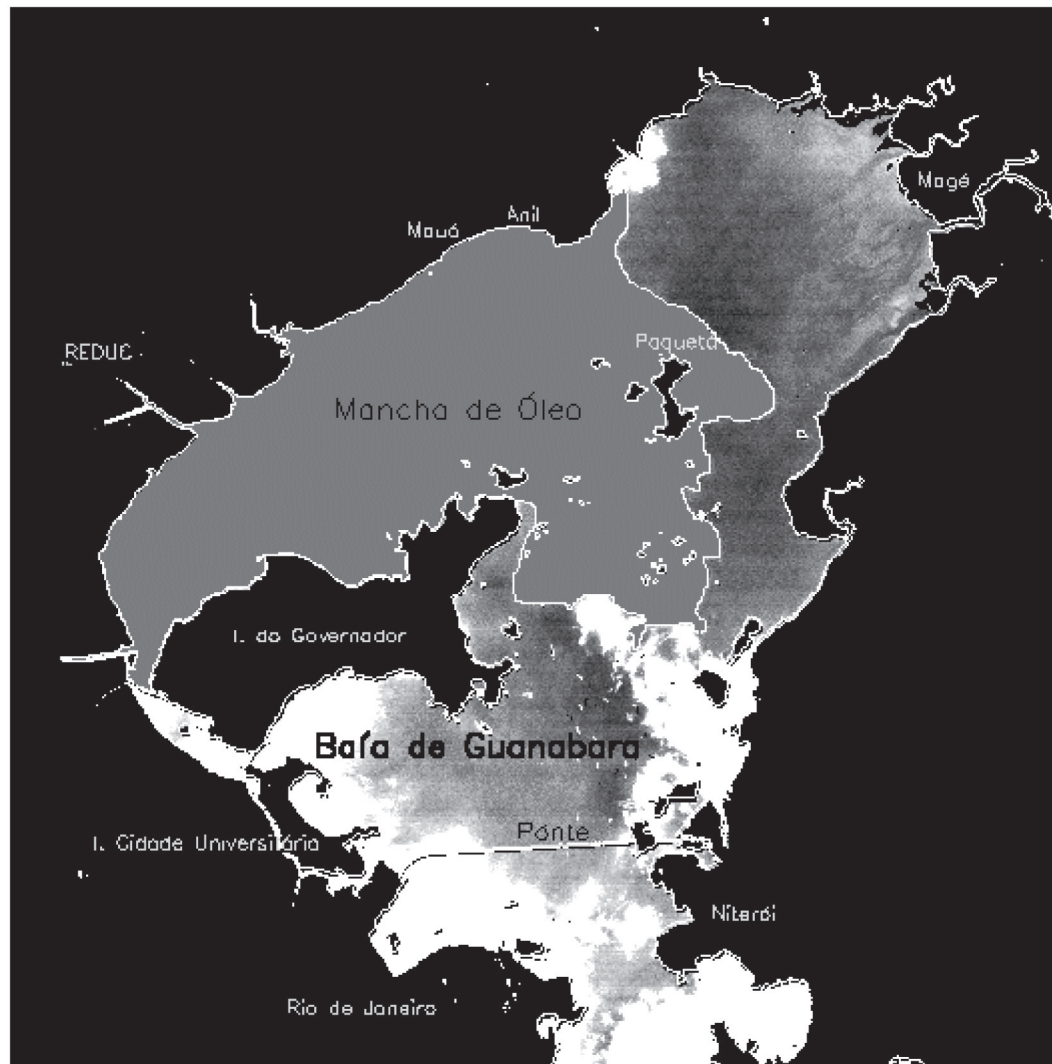 Magé
Anil
Mauá
Paquetá
REDUC
Mancha de Óleo
I. do Governador
Baía de Guanabara
Ponte
I. Cidade Universitária
Niterói
Rio de Janeiro